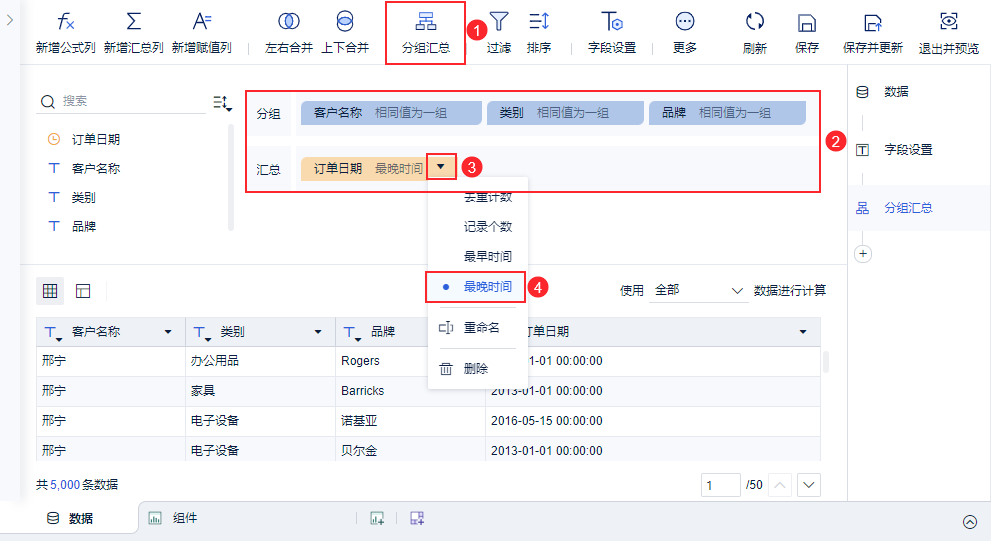 新增公式列 新增汇总列 新增赋值列 左右合并 上下合并 分组汇总 1 过滤 排序 字段设置 更多 刷新 保存 保存并更新 退出并预览
搜索
订单日期
客户名称
类别
品牌
分组 客户名称 相同值为一组 类别 相同值为一组 品牌 相同值为一组
2
汇总 订单日期 最晚时间 3
去重计数
记录个数
最早时间
最晚时间 4
重命名
删除
数据
字段设置
分组汇总
使用 全部 数据进行计算
客户名称 类别 品牌 订单日期
邢宁 办公用品 Rogers -01-01 00:00:00
邢宁 家具 Barricks 2013-01-01 00:00:00
邢宁 电子设备 诺基亚 2016-05-15 00:00:00
邢宁 电子设备 贝尔金 2013-01-01 00:00:00
共5,000条数据 1 /50
数据 组件